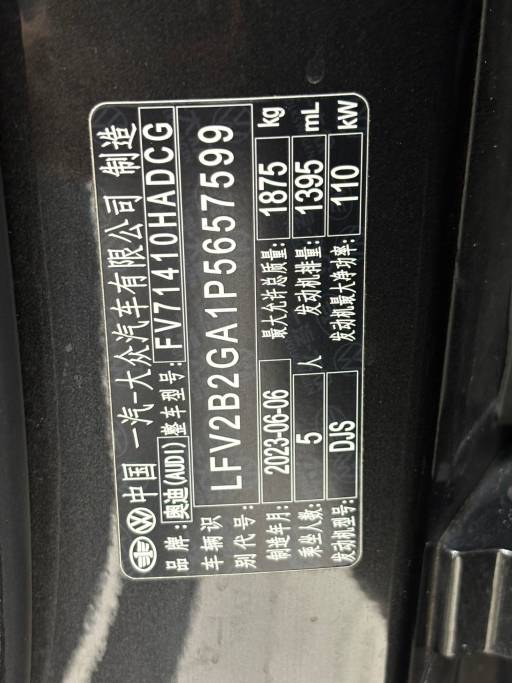 中国 一汽-大众汽车有限公司 制造
品牌:奥迪(AUDI) 整车型号:FV71410HADCG
车辆识别代号: LFV2B2GA1P5657599
制造年月: 2023-06-06 最大允许总质量: 1875 kg
乘坐人数: 5 人 发动机排量: 1395 mL
发动机型号: DJS 发动机最大净功率: 110 kW